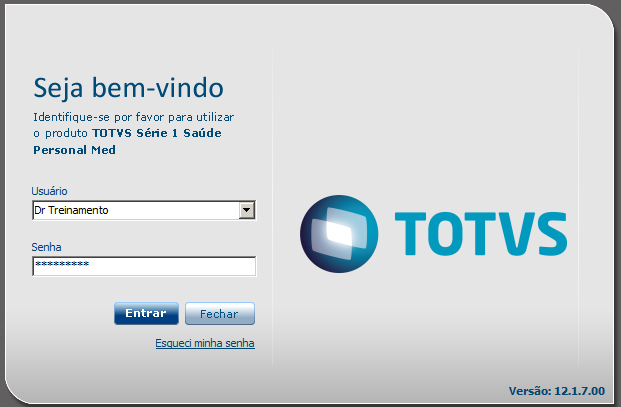 Seja bem-vindo
Identifique-se por favor para utilizar
o produto TOTVS Série 1 Saúde
Personal Med
Usuário
Dr Treinamento
Senha
*********
Entrar
Fechar
Esqueci minha senha
TOTVS
Versão: 12.1.7.00